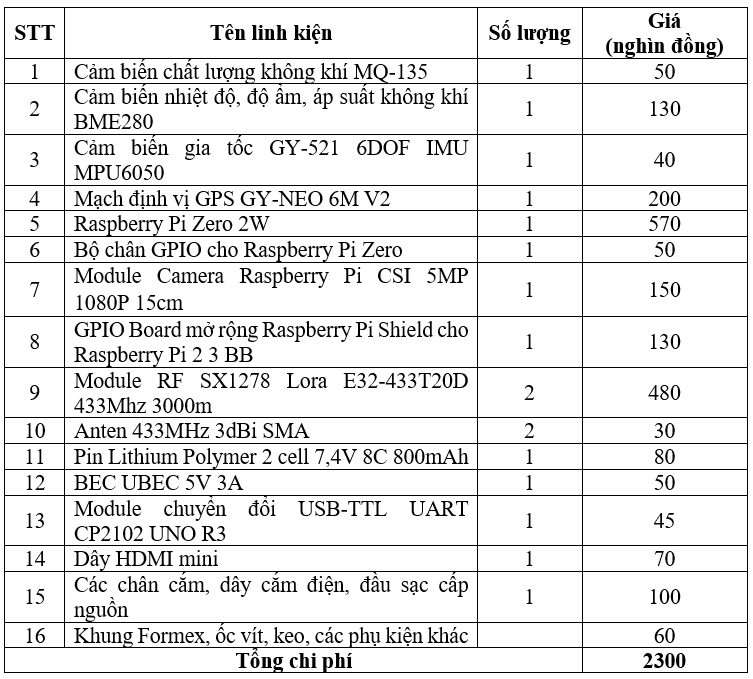 STT Tên linh kiện Số lượng Giá
(nghìn đồng)
1 Cảm biến chất lượng không khí MQ-135 1 50
2 Cảm biến nhiệt độ, độ ẩm, áp suất không khí
BME280 1 130
3 Cảm biến gia tốc GY-521 6DOF IMU
MPU6050 1 40
4 Mạch định vị GPS GY-NEO 6M V2 1 200
5 Raspberry Pi Zero 2W 1 570
6 Bộ chân GPIO cho Raspberry Pi Zero 1 50
7 Module Camera Raspberry Pi CSI 5MP
1080P 15cm 1 150
8 GPIO Board mở rộng Raspberry Pi Shield cho
Raspberry Pi 2 3 BB 1 130
9 Module RF SX1278 Lora E32-433T20D
433Mhz 3000m 2 480
10 Anten 433MHz 3dBi SMA 2 30
11 Pin Lithium Polymer 2 cell 7,4V 8C 800mAh 1 80
12 BEC UBEC 5V 3A 1 50
13 Module chuyển đổi USB-TTL UART
CP2102 UNO R3 1 45
14 Dây HDMI mini 1 70
15 Các chân cắm, dây cắm điện, đầu sạc cấp
nguồn 1 100
16 Khung Formex, ốc vít, keo, các phụ kiện khác 60
Tổng chi phí 2300